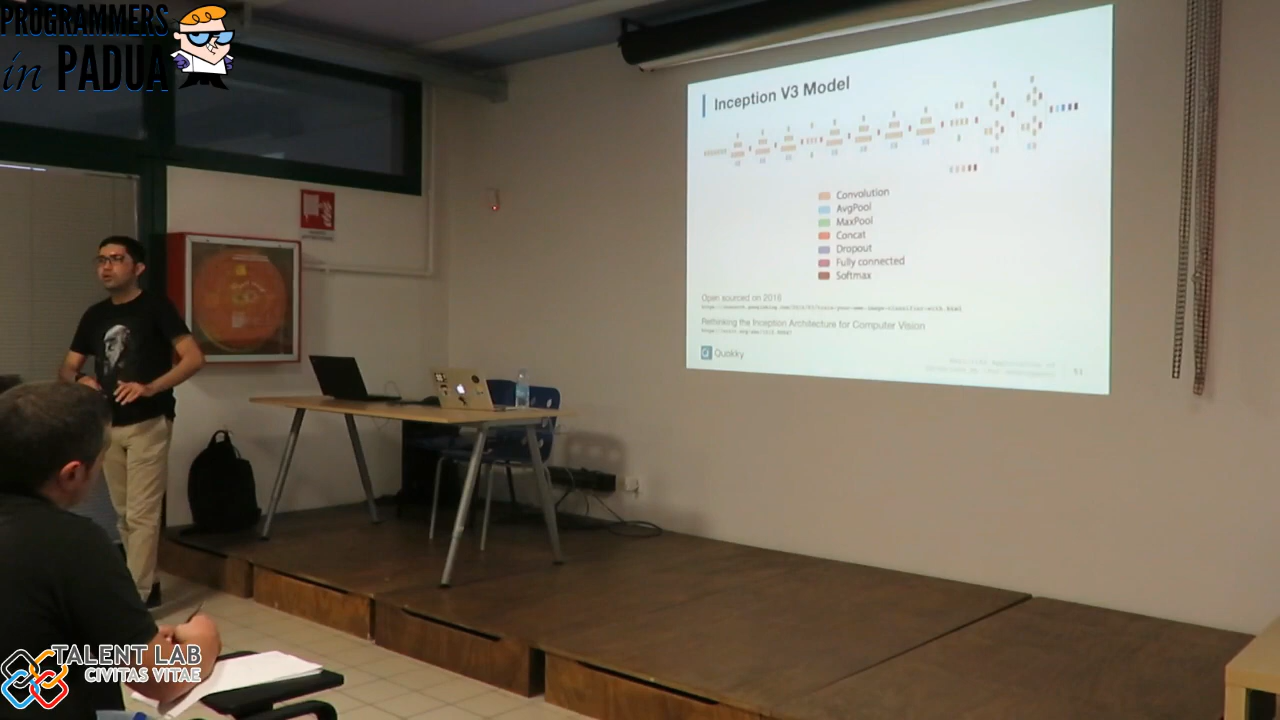 PROGRAMMERS
in PADUA
Inception V3 Model
Convolution
AvgPool
MaxPool
Concat
Dropout
Fully connected
Softmax
Open sourced on 2016
Rethinking the Inception Architecture for Computer Vision
Quokky
TALENT LAB
CIVITAS VITAE